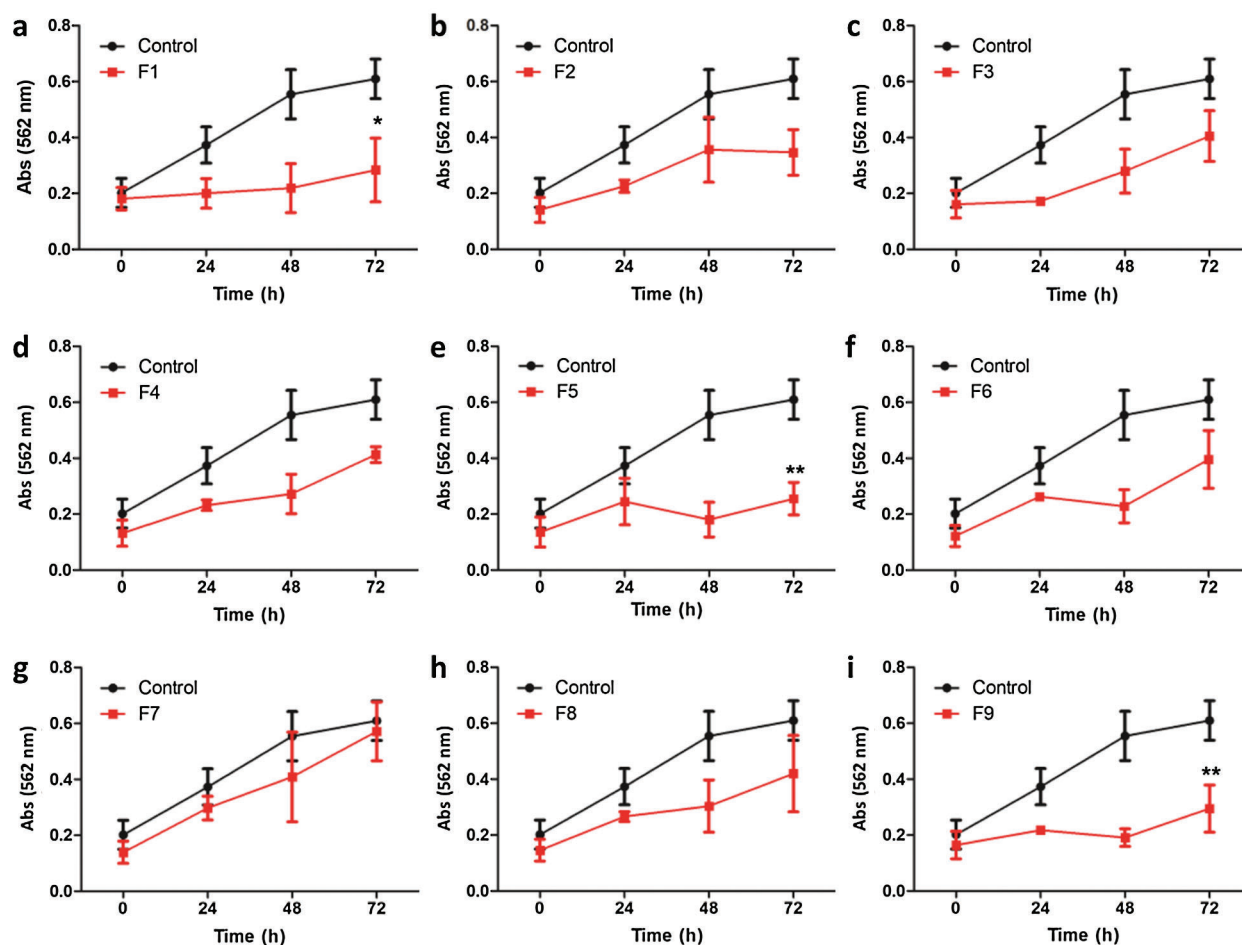 a
Control
F1
Abs (562 nm)
0.8
0.6
0.4
0.2
0.0
*
0 24 48 72
Time (h)
b
Control
F2
Abs (562 nm)
0.8
0.6
0.4
0.2
0.0
0 24 48 72
Time (h)
c
Control
F3
Abs (562 nm)
0.8
0.6
0.4
0.2
0.0
0 24 48 72
Time (h)
d
Control
F4
Abs (562 nm)
0.8
0.6
0.4
0.2
0.0
0 24 48 72
Time (h)
e
Control
F5
Abs (562 nm)
0.8
0.6
0.4
0.2
0.0
**
0 24 48 72
Time (h)
f
Control
F6
Abs (562 nm)
0.8
0.6
0.4
0.2
0.0
0 24 48 72
Time (h)
g
Control
F7
Abs (562 nm)
0.8
0.6
0.4
0.2
0.0
0 24 48 72
Time (h)
h
Control
F8
Abs (562 nm)
0.8
0.6
0.4
0.2
0.0
0 24 48 72
Time (h)
i
Control
F9
Abs (562 nm)
0.8
0.6
0.4
0.2
0.0
**
0 24 48 72
Time (h)